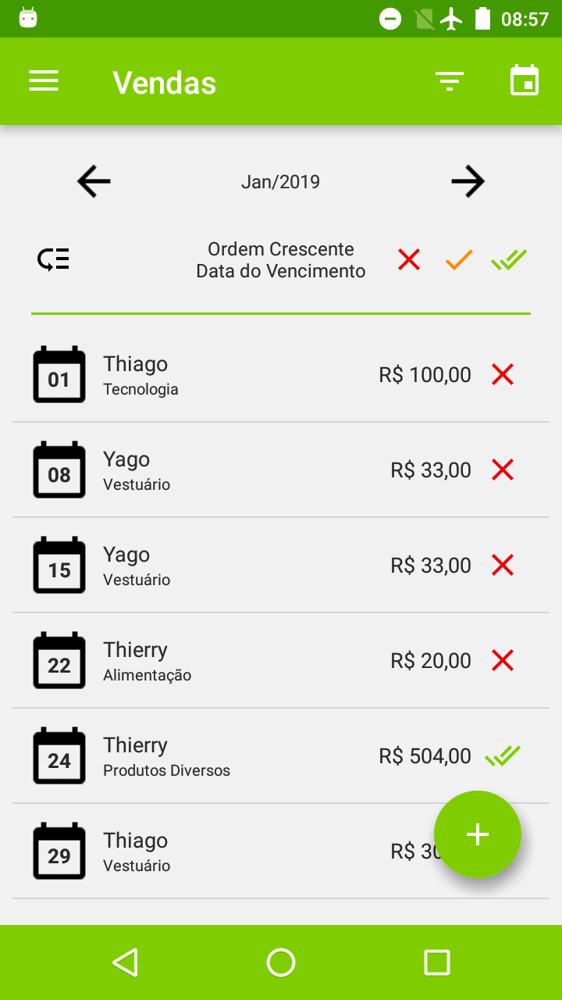 08:57
Vendas
Jan/2019
Ordem Crescente
Data do Vencimento
01
Thiago
Tecnologia
R$ 100,00
08
Yago
Vestuário
R$ 33,00
15
Yago
Vestuário
R$ 33,00
22
Thierry
Alimentação
R$ 20,00
24
Thierry
Produtos Diversos
R$ 504,00
29
Thiago
Vestuário
R$